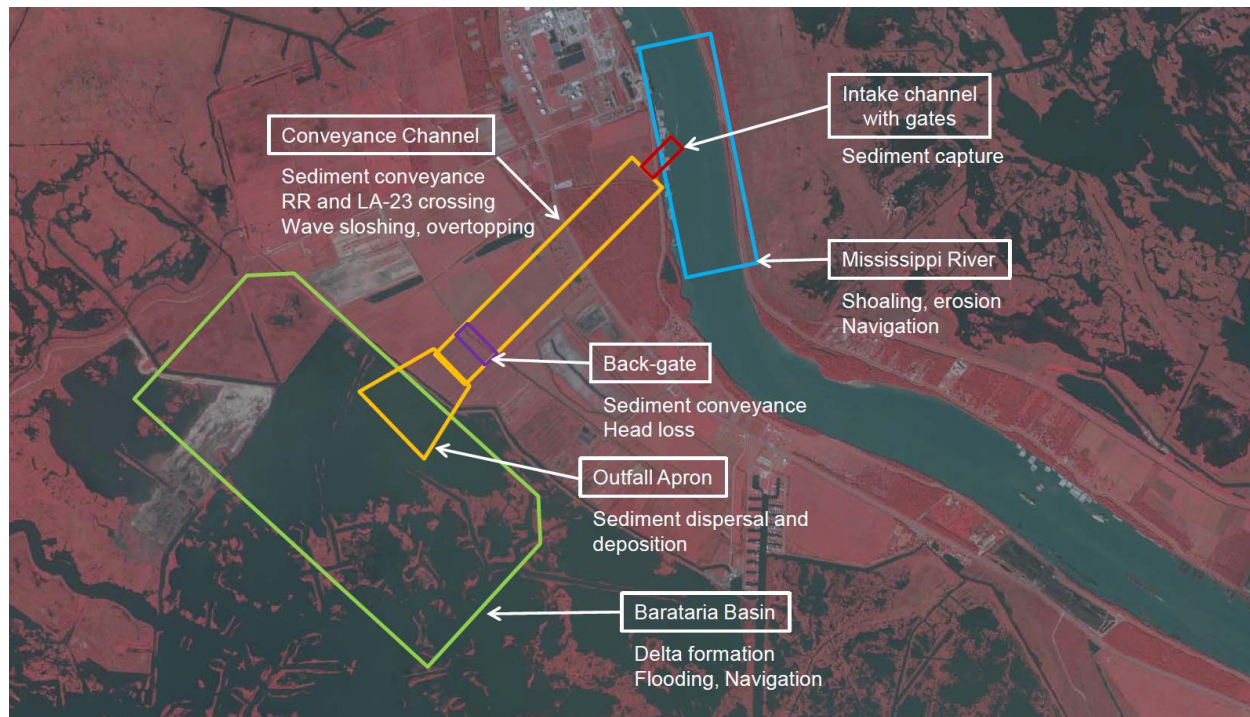 Conveyance Channel
Sediment conveyance
RR and LA-23 crossing
Wave sloshing, overtopping
Intake channel
with gates
Sediment capture
Mississippi River
Shoaling, erosion
Navigation
Back-gate
Sediment conveyance
Head loss
Outfall Apron
Sediment dispersal and
deposition
Barataria Basin
Delta formation
Flooding, Navigation